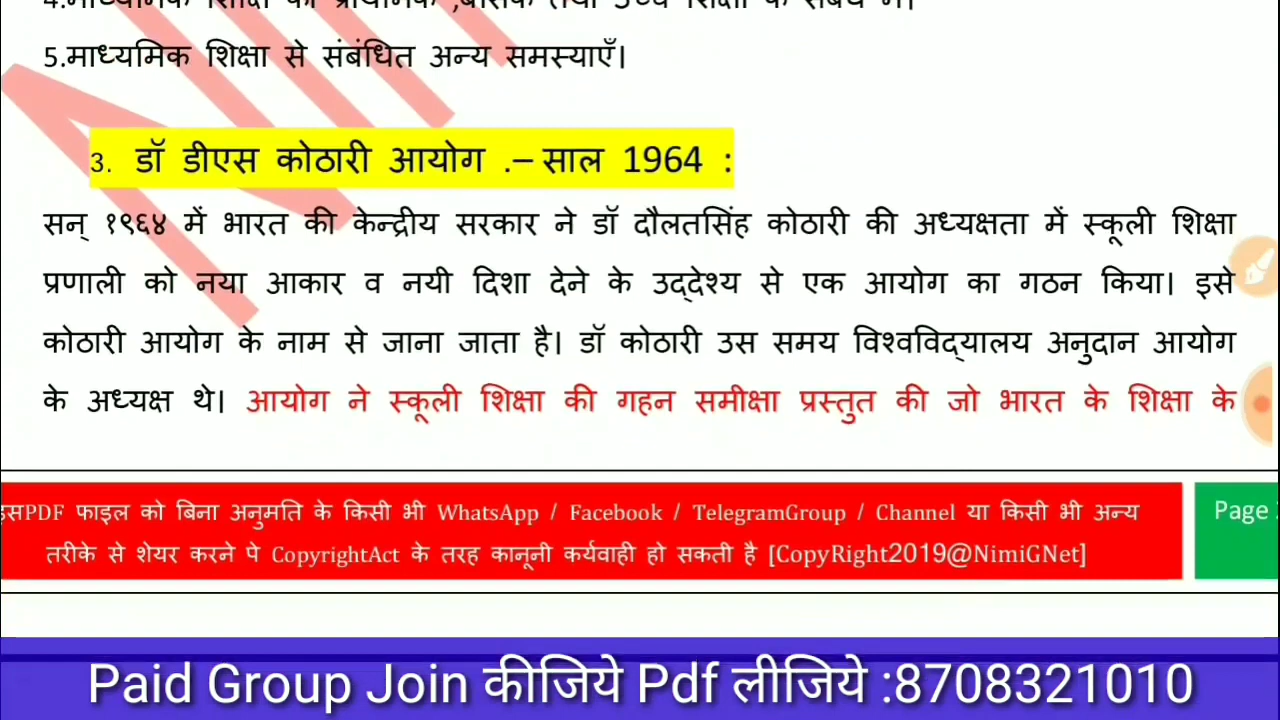 5.माध्यमिक शिक्षा से संबंधित अन्य समस्याएँ।
3. डॉ डीएस कोठारी आयोग .– साल 1964 :
सन् १९६४ में भारत की केन्द्रीय सरकार ने डॉ दौलतसिंह कोठारी की अध्यक्षता में स्कूली शिक्षा
प्रणाली को नया आकार व नयी दिशा देने के उद्देश्य से एक आयोग का गठन किया। इसे
कोठारी आयोग के नाम से जाना जाता है। डॉ कोठारी उस समय विश्वविद्यालय अनुदान आयोग
के अध्यक्ष थे। आयोग ने स्कूली शिक्षा की गहन समीक्षा प्रस्तुत की जो भारत के शिक्षा के
इसPDF फाइल को बिना अनुमति के किसी भी WhatsApp / Facebook / TelegramGroup / Channel या किसी भी अन्य
तरीके से शेयर करने पे CopyrightAct के तरह कानूनी कर्यवाही हो सकती है [CopyRight2019@NimiGNet]
Page
Paid Group Join कीजिये Pdf लीजिये :8708321010